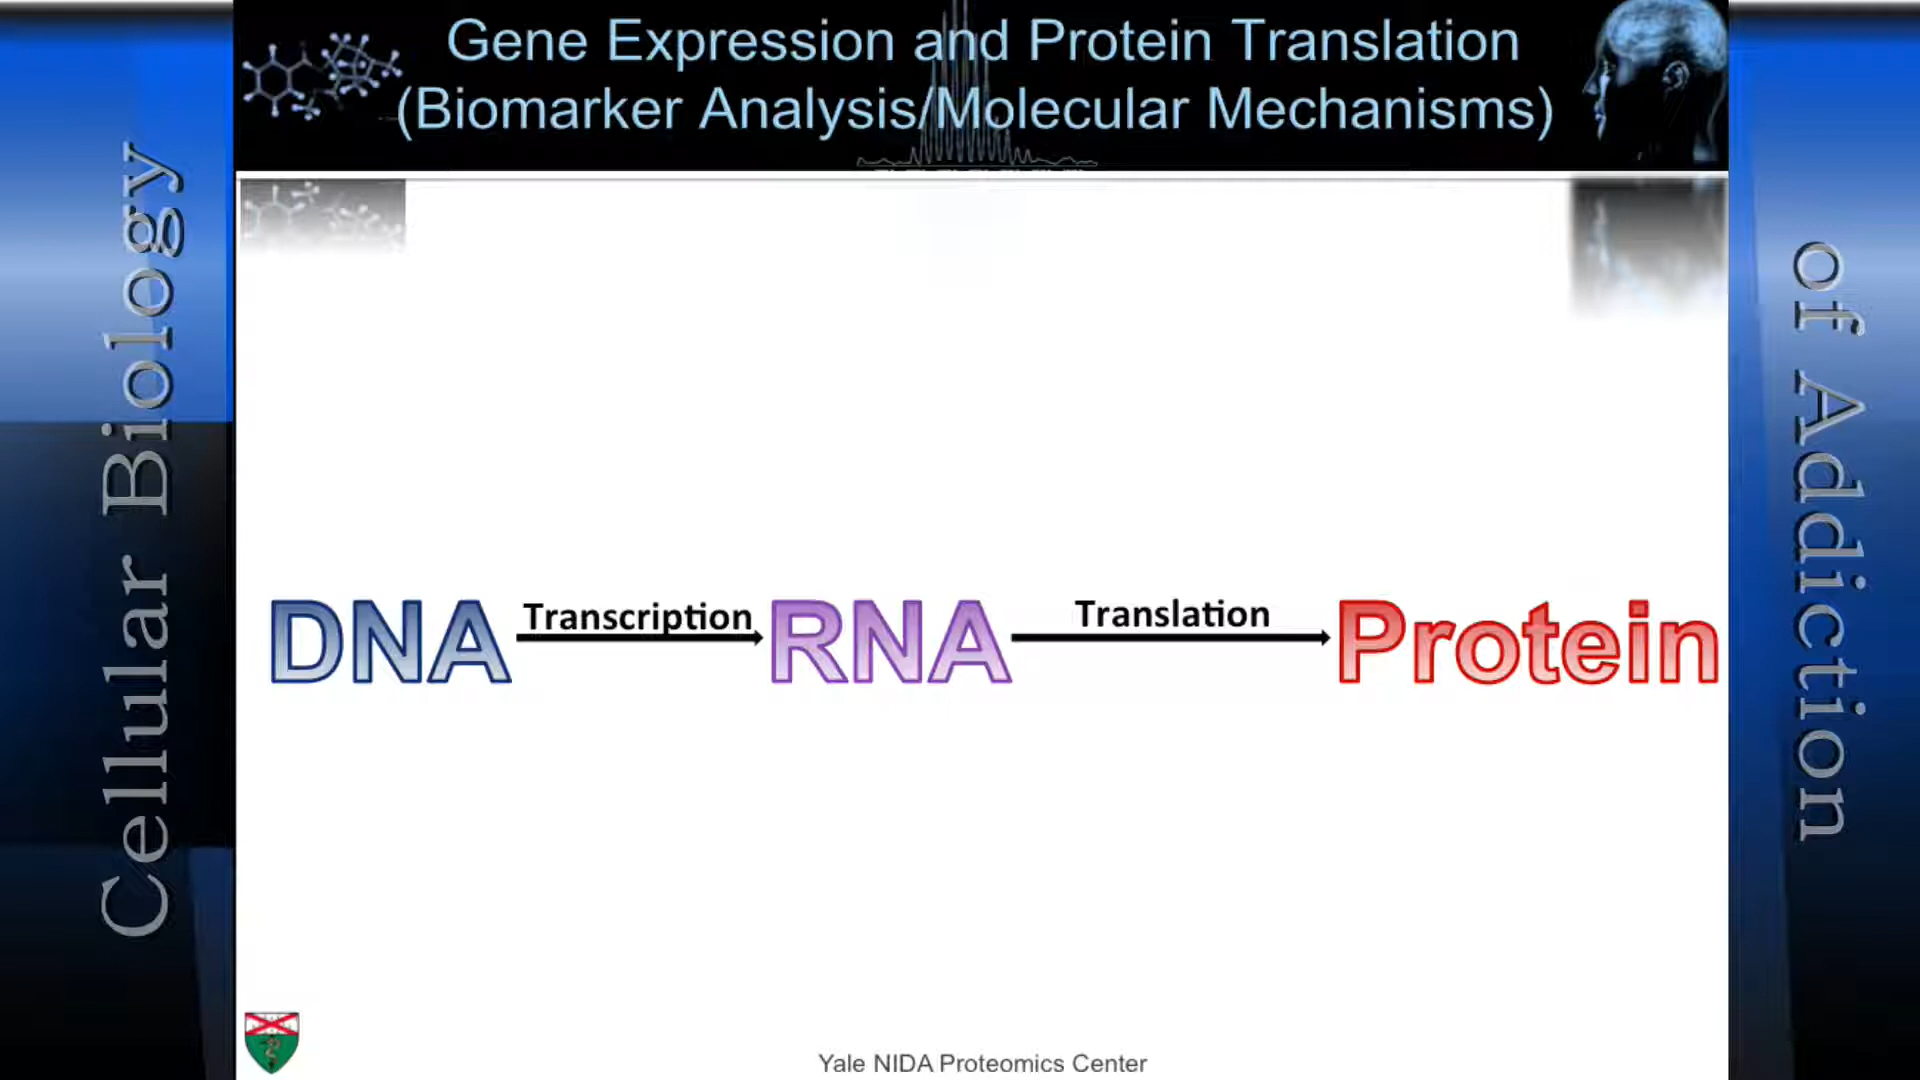 Gene Expression and Protein Translation
(Biomarker Analysis/Molecular Mechanisms)
Cellular Biology
of Addiction
DNA Transcription RNA Translation Protein
Yale NIDA Proteomics Center